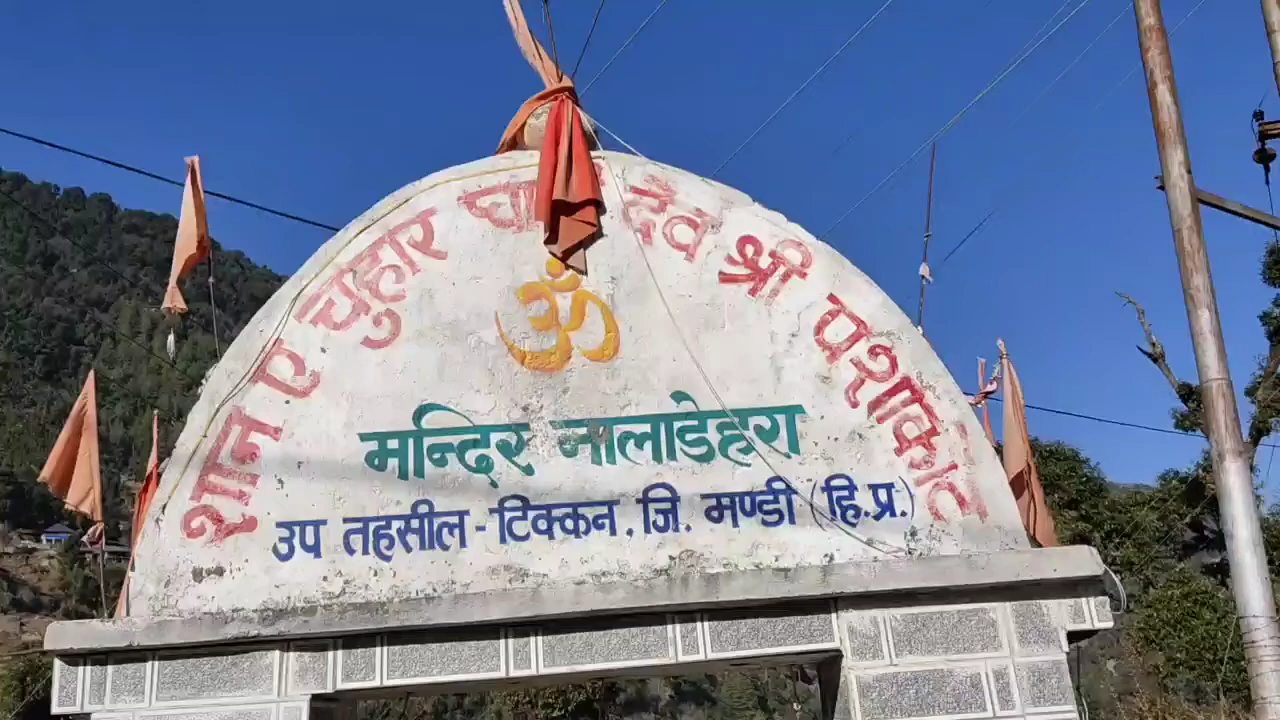 शान ए चुहार घाटी देव श्री पशाकोट
ॐ
मन्दिर नालाडेहरा
उप तहसील - टिक्कन, जि. मण्डी (हि.प्र.)